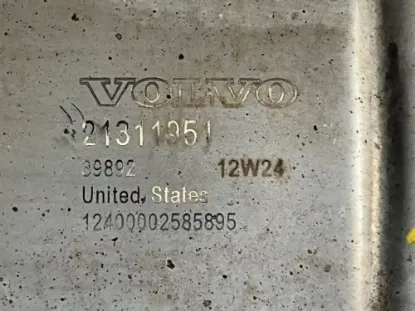 VOLVO
21311951
39892 12W24
United States
12400002585895